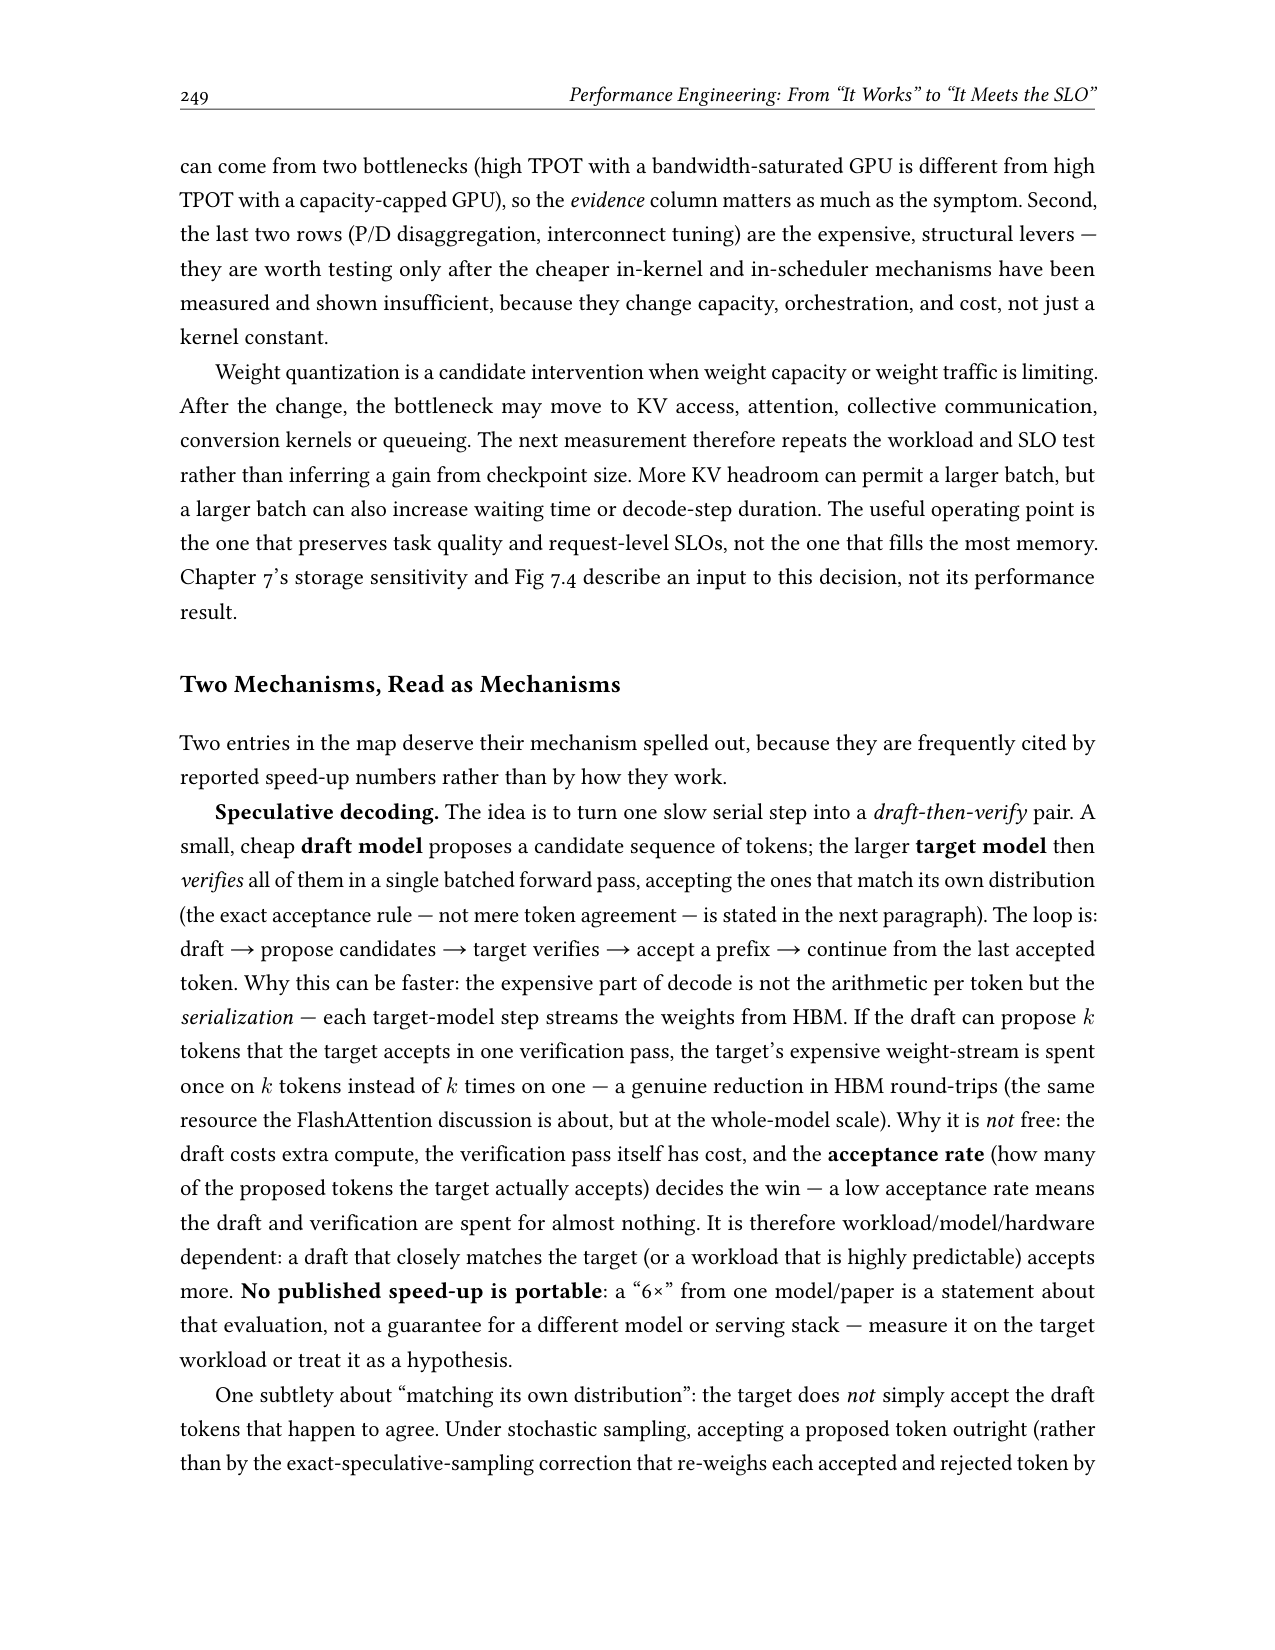 249 Performance Engineering: From “It Works” to “It Meets the SLO”
can come from two bottlenecks (high TPOT with a bandwidth-saturated GPU is different from high
TPOT with a capacity-capped GPU), so the evidence column matters as much as the symptom. Second,
the last two rows (P/D disaggregation, interconnect tuning) are the expensive, structural levers —
they are worth testing only after the cheaper in-kernel and in-scheduler mechanisms have been
measured and shown insufficient, because they change capacity, orchestration, and cost, not just a
kernel constant.
Weight quantization is a candidate intervention when weight capacity or weight traffic is limiting.
After the change, the bottleneck may move to KV access, attention, collective communication,
conversion kernels or queueing. The next measurement therefore repeats the workload and SLO test
rather than inferring a gain from checkpoint size. More KV headroom can permit a larger batch, but
a larger batch can also increase waiting time or decode-step duration. The useful operating point is
the one that preserves task quality and request-level SLOs, not the one that fills the most memory.
Chapter 7’s storage sensitivity and Fig 7.4 describe an input to this decision, not its performance
result.
Two Mechanisms, Read as Mechanisms
Two entries in the map deserve their mechanism spelled out, because they are frequently cited by
reported speed-up numbers rather than by how they work.
Speculative decoding. The idea is to turn one slow serial step into a draft-then-verify pair. A
small, cheap draft model proposes a candidate sequence of tokens; the larger target model then
verifies all of them in a single batched forward pass, accepting the ones that match its own distribution
(the exact acceptance rule — not mere token agreement — is stated in the next paragraph). The loop is:
draft → propose candidates → target verifies → accept a prefix → continue from the last accepted
token. Why this can be faster: the expensive part of decode is not the arithmetic per token but the
serialization — each target-model step streams the weights from HBM. If the draft can propose k
tokens that the target accepts in one verification pass, the target’s expensive weight-stream is spent
once on k tokens instead of k times on one — a genuine reduction in HBM round-trips (the same
resource the FlashAttention discussion is about, but at the whole-model scale). Why it is not free: the
draft costs extra compute, the verification pass itself has cost, and the acceptance rate (how many
of the proposed tokens the target actually accepts) decides the win — a low acceptance rate means
the draft and verification are spent for almost nothing. It is therefore workload/model/hardware
dependent: a draft that closely matches the target (or a workload that is highly predictable) accepts
more. No published speed-up is portable: a “6×” from one model/paper is a statement about
that evaluation, not a guarantee for a different model or serving stack — measure it on the target
workload or treat it as a hypothesis.
One subtlety about “matching its own distribution”: the target does not simply accept the draft
tokens that happen to agree. Under stochastic sampling, accepting a proposed token outright (rather
than by the exact-speculative-sampling correction that re-weighs each accepted and rejected token by